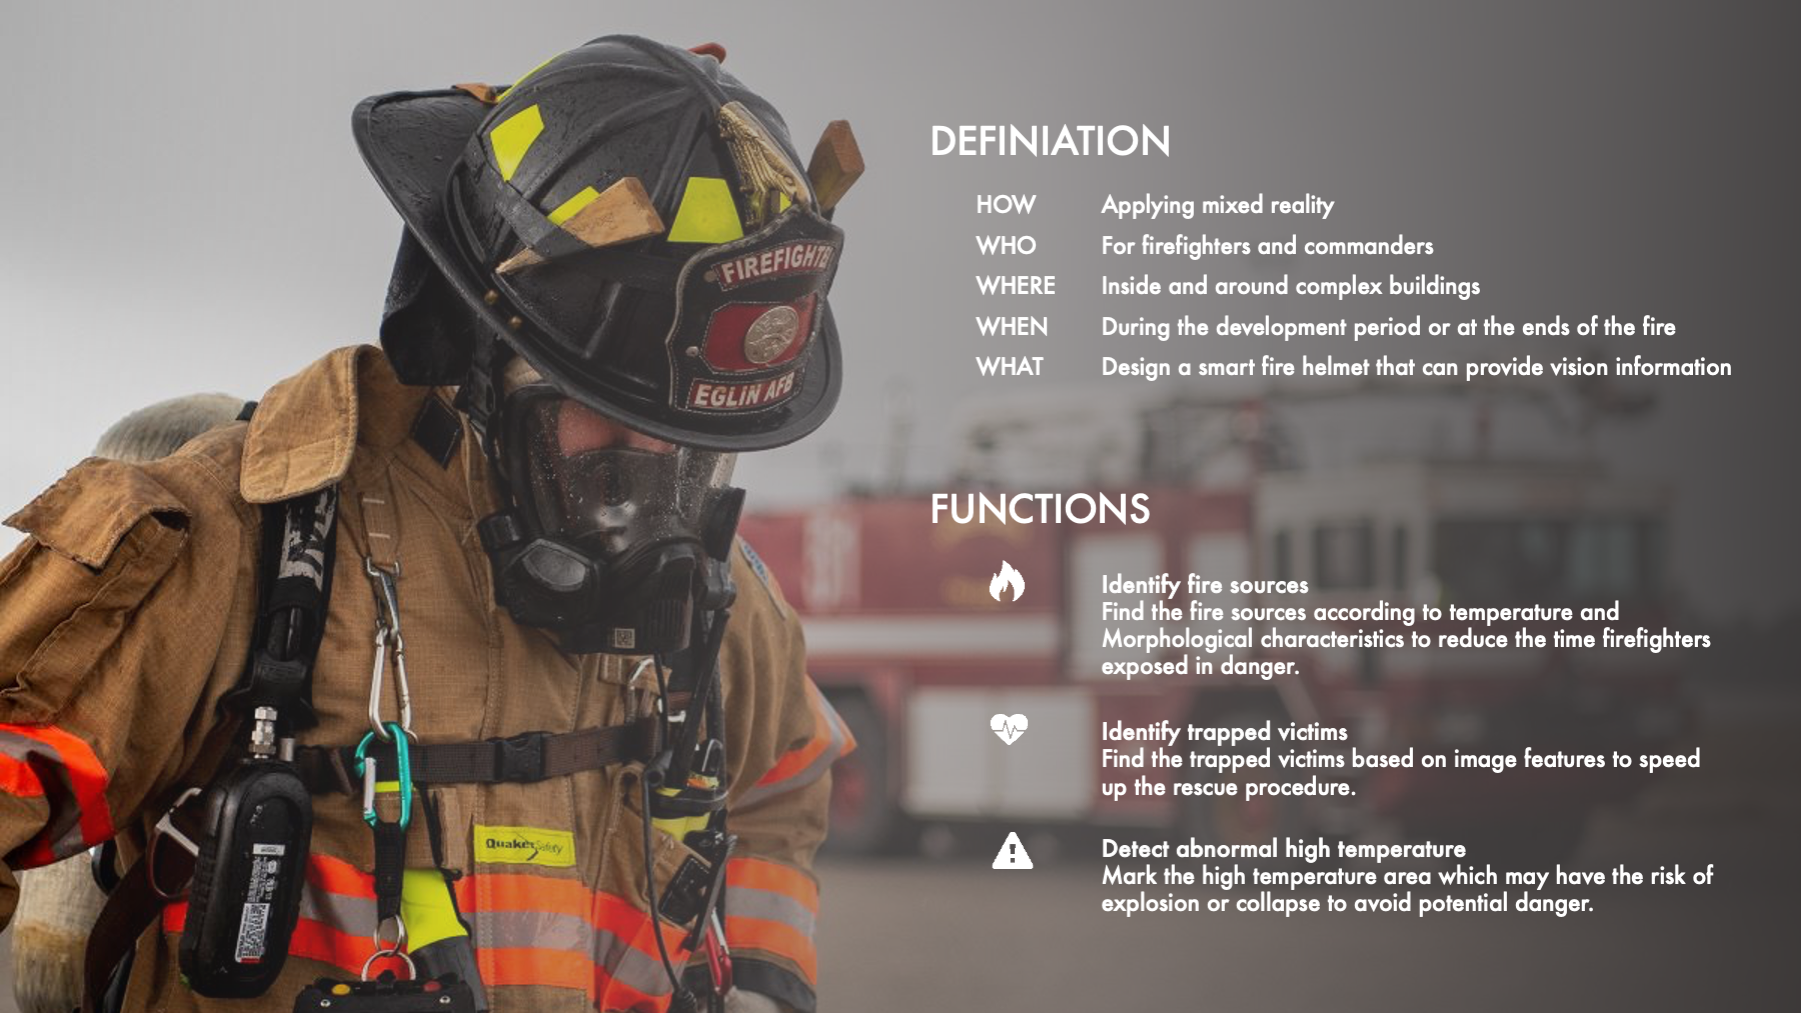 FIREFIGHTE
EGLIN AFB
Quaker Safety
DEFINIATION
HOW Applying mixed reality
WHO For firefighters and commanders
WHERE Inside and around complex buildings
WHEN During the development period or at the ends of the fire
WHAT Design a smart fire helmet that can provide vision information
FUNCTIONS
Identify fire sources
Find the fire sources according to temperature and
Morphological characteristics to reduce the time firefighters
exposed in danger.
Identify trapped victims
Find the trapped victims based on image features to speed
up the rescue procedure.
Detect abnormal high temperature
Mark the high temperature area which may have the risk of
explosion or collapse to avoid potential danger.